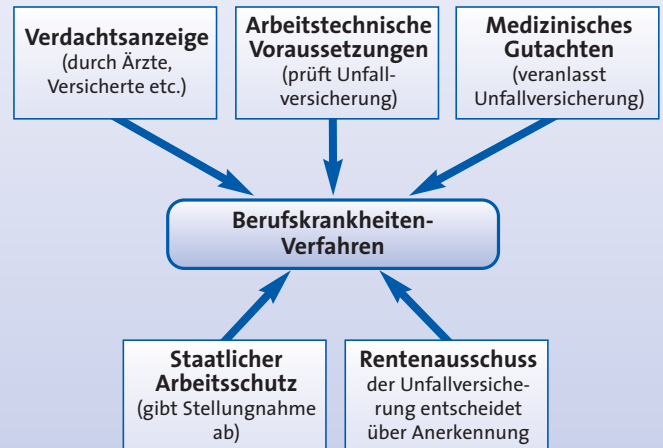 Verdachtsanzeige
(durch Ärzte,
Versicherte etc.)
Arbeitstechnische
Voraussetzungen
(prüft Unfall-
versicherung)
Medizinisches
Gutachten
(veranlasst
Unfallversicherung)
Berufskrankheiten-
Verfahren
Staatlicher
Arbeitsschutz
(gibt Stellungnahme
ab)
Rentenausschuss
der Unfallversiche-
rung entscheidet
über Anerkennung